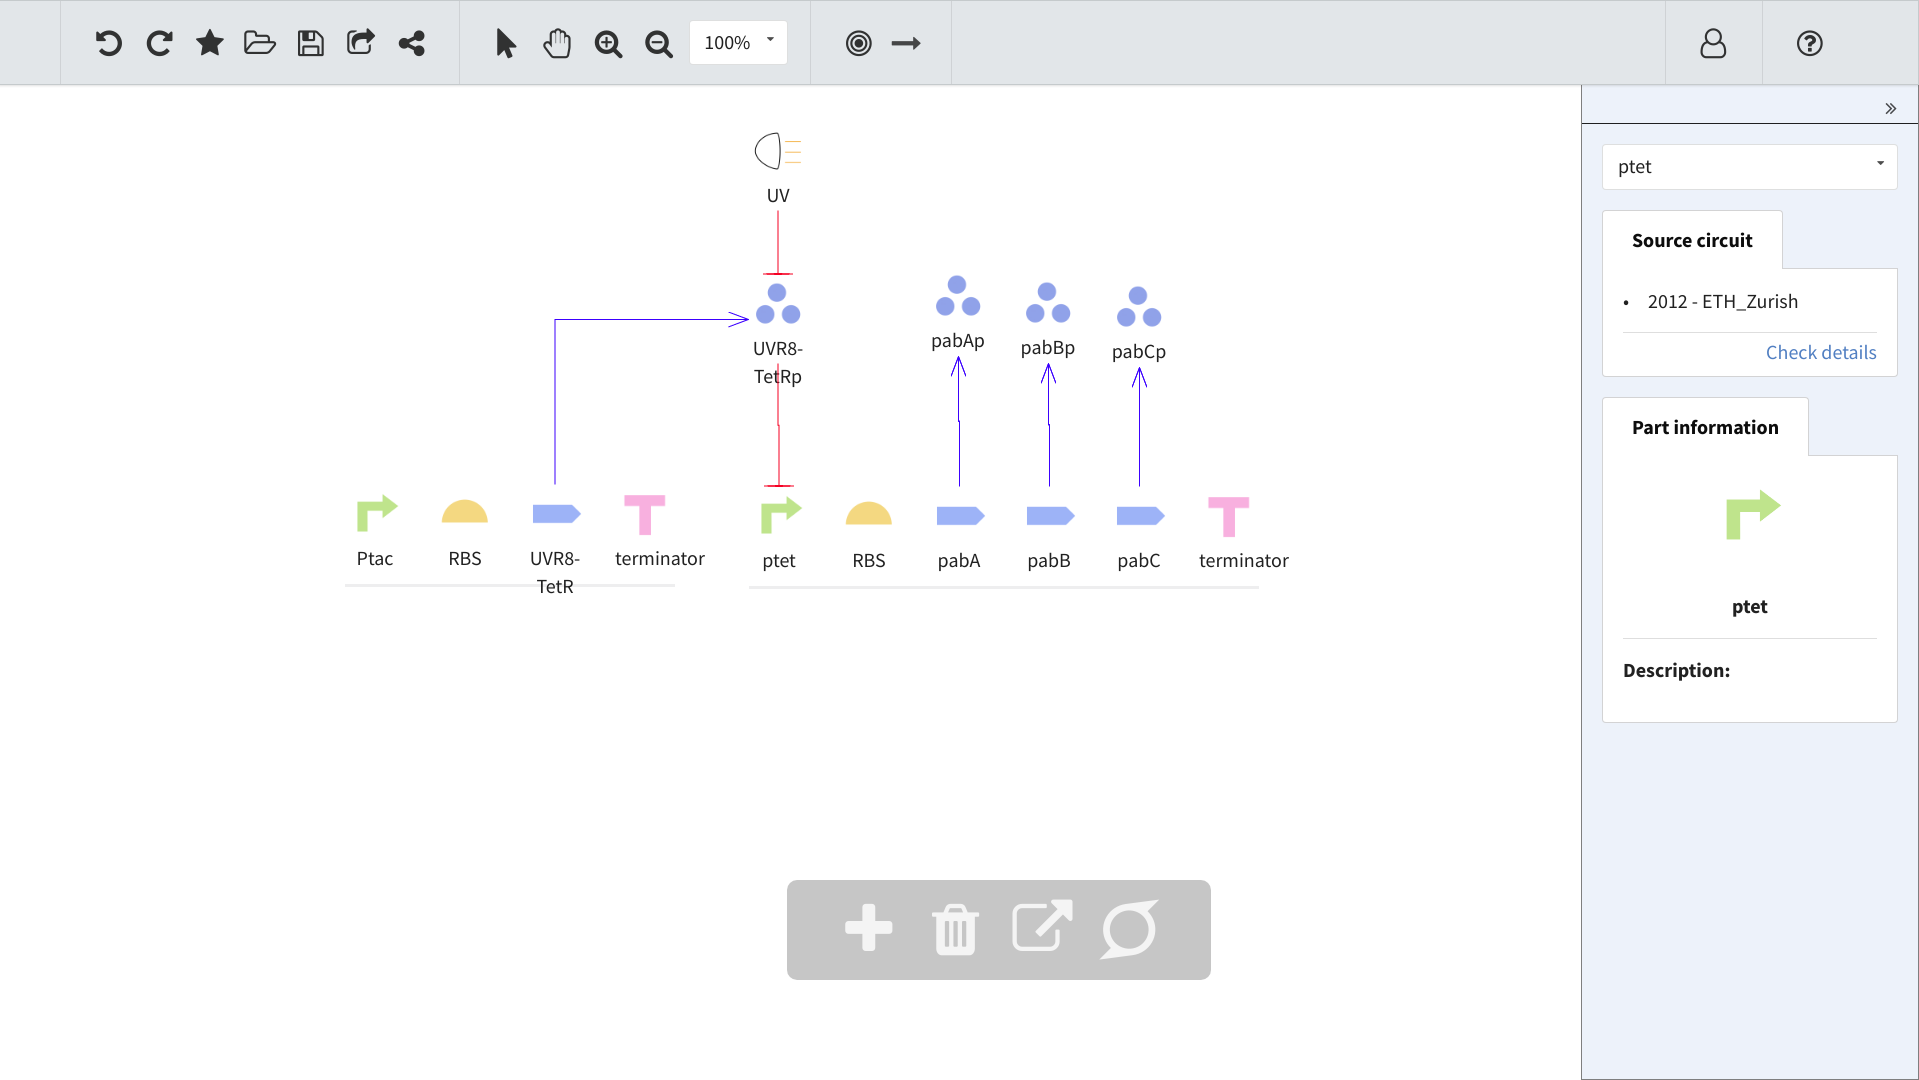 100%
UV
UVR8-
TetRp
pabAp
pabBp
pabCp
Ptac
RBS
UVR8-
TetR
terminator
ptet
RBS
pabA
pabB
pabC
terminator
ptet
Source circuit
• 2012 - ETH_Zurish
Check details
Part information
ptet
Description: